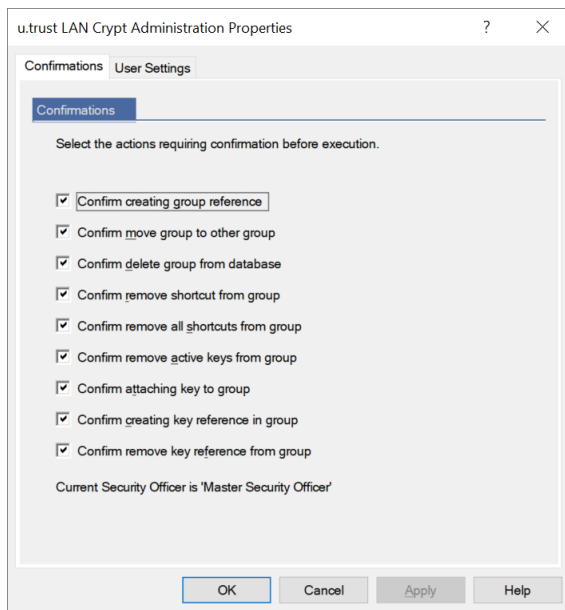 u.trust LAN Crypt Administration Properties
Confirmations User Settings
Confirmations
Select the actions requiring confirmation before execution.
Confirm creating group reference
Confirm move group to other group
Confirm delete group from database
Confirm remove shortcut from group
Confirm remove all shortcuts from group
Confirm remove active keys from group
Confirm attaching key to group
Confirm creating key reference in group
Confirm remove key reference from group
Current Security Officer is 'Master Security Officer'
OK Cancel Apply Help